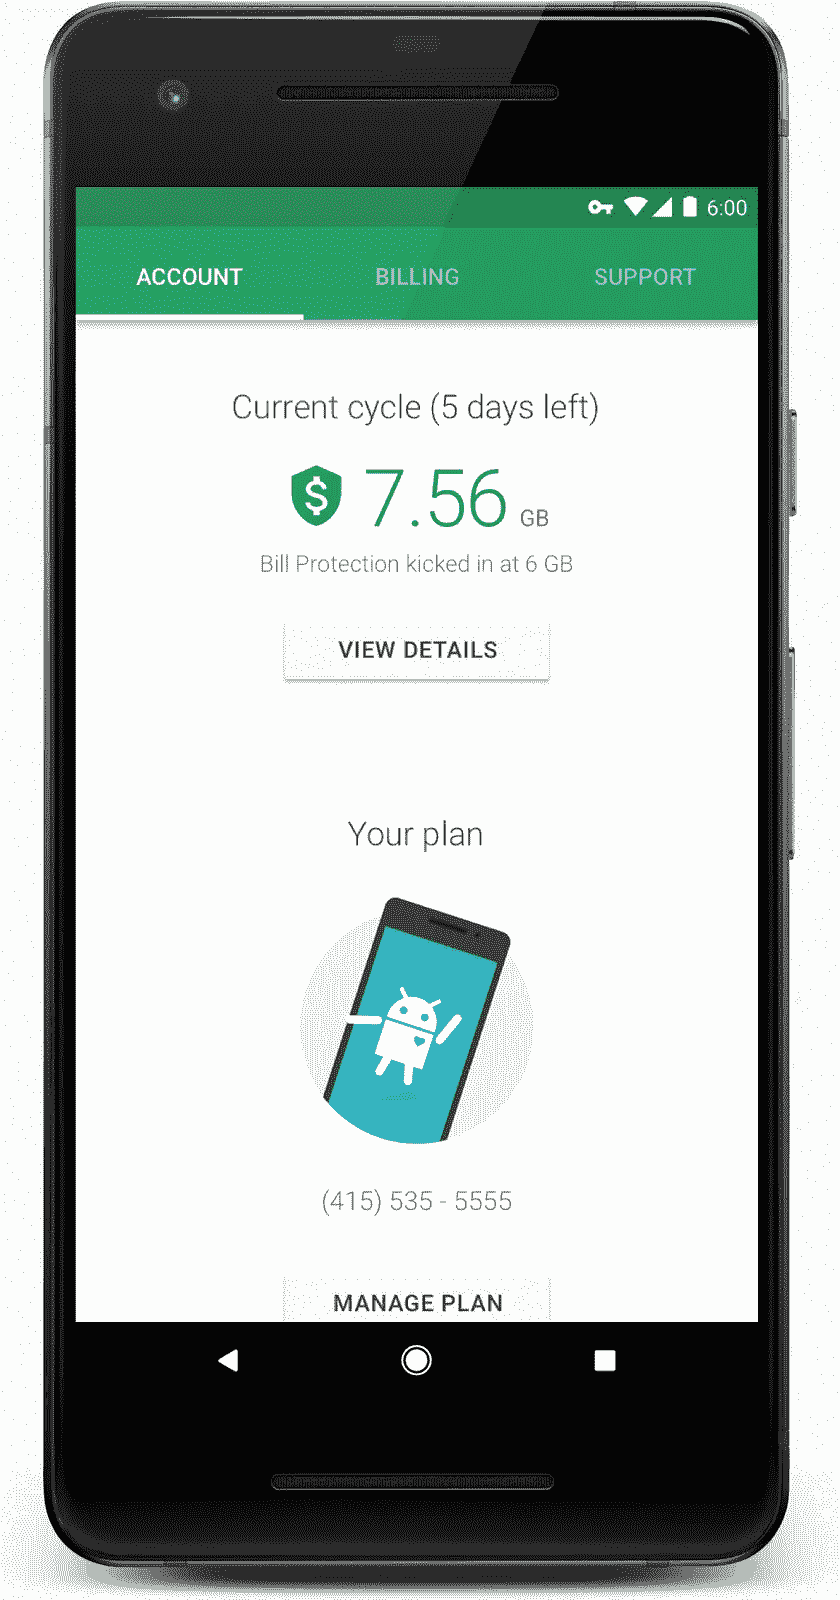 6:00
ACCOUNT BILLING SUPPORT
Current cycle (5 days left)
$ 7.56 GB
Bill Protection kicked in at 6 GB
VIEW DETAILS
Your plan
(415) 535 - 5555
MANAGE PLAN